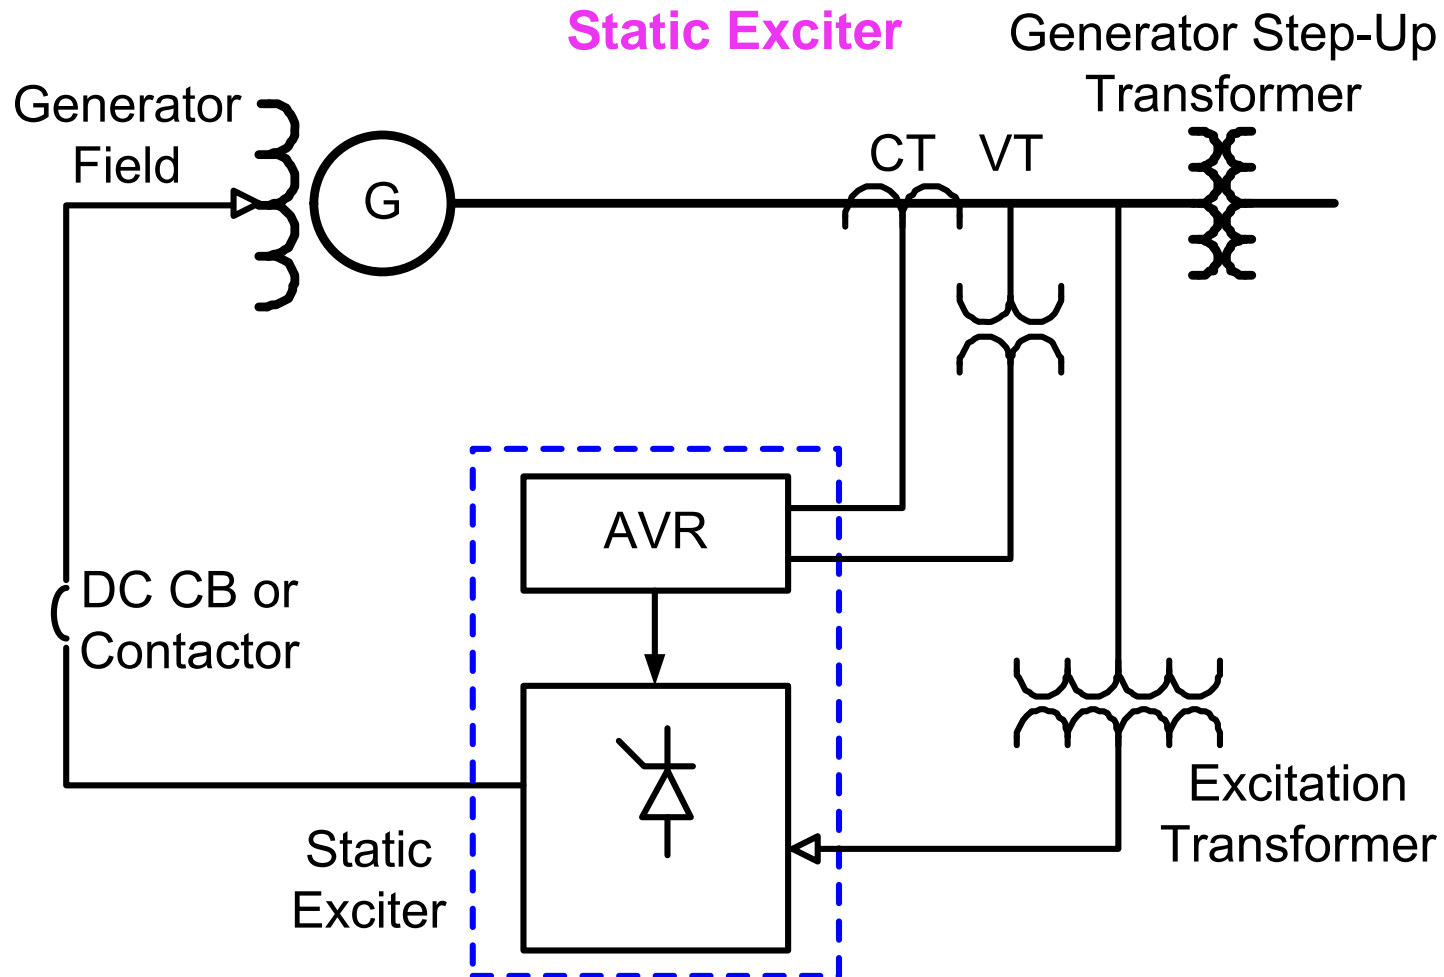 Static Exciter
Generator Step-Up
Transformer
Generator
Field
G
CT
VT
AVR
DC CB or
Contactor
Excitation
Transformer
Static
Exciter